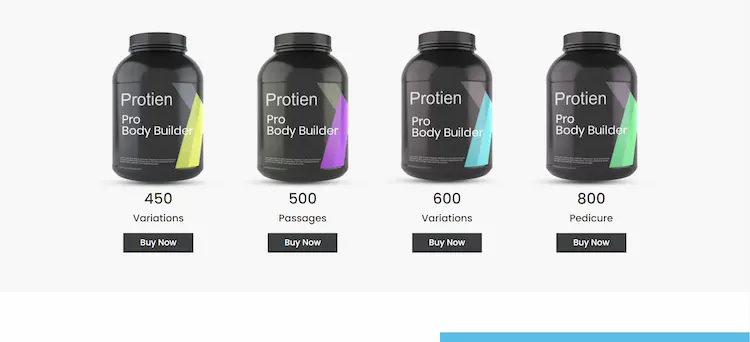 Protien
Pro
Body Builder
Protien
Pro
Body Builder
Protien
Pro
Body Builder
Protien
Pro
Body Builder
450
500
600
800
Variations
Passages
Variations
Pedicure
Buy Now
Buy Now
Buy Now
Buy Now